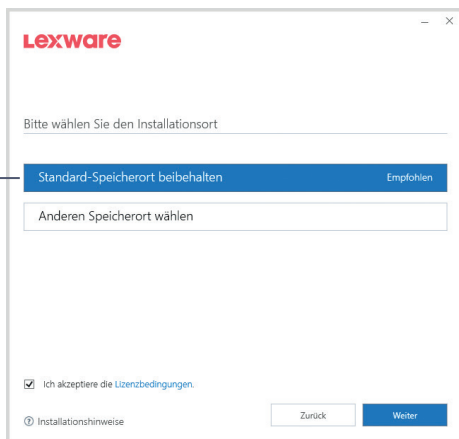 Lexware
Bitte wählen Sie den Installationsort
Standard-Speicherort beibehalten Empfohlen
Anderen Speicherort wählen
Ich akzeptiere die Lizenzbedingungen.
Installationshinweise Zurück Weiter